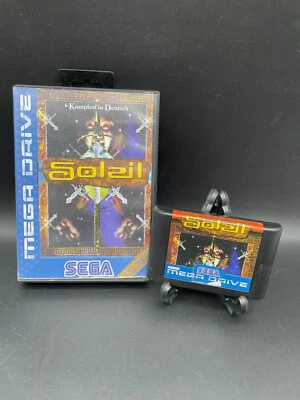 Komplett in Deutsch
Soleil
MEGA DRIVE
SEGA
Soleil
SEGA
MEGA DRIVE